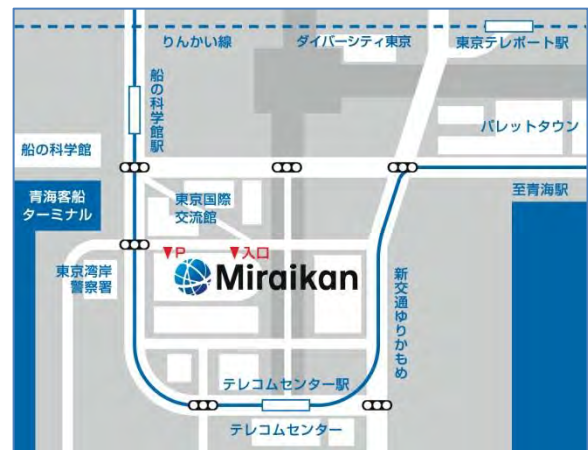 りんかい線
ダイバーシティ東京
東京テレポート駅
船の科学館駅
パレットタウン
船の科学館
青海客船
ターミナル
東京国際
交流館
至青海駅
▼P
▼入口
東京湾岸
警察署
Miraikan
新交通ゆりかもめ
テレコムセンター駅
テレコムセンター